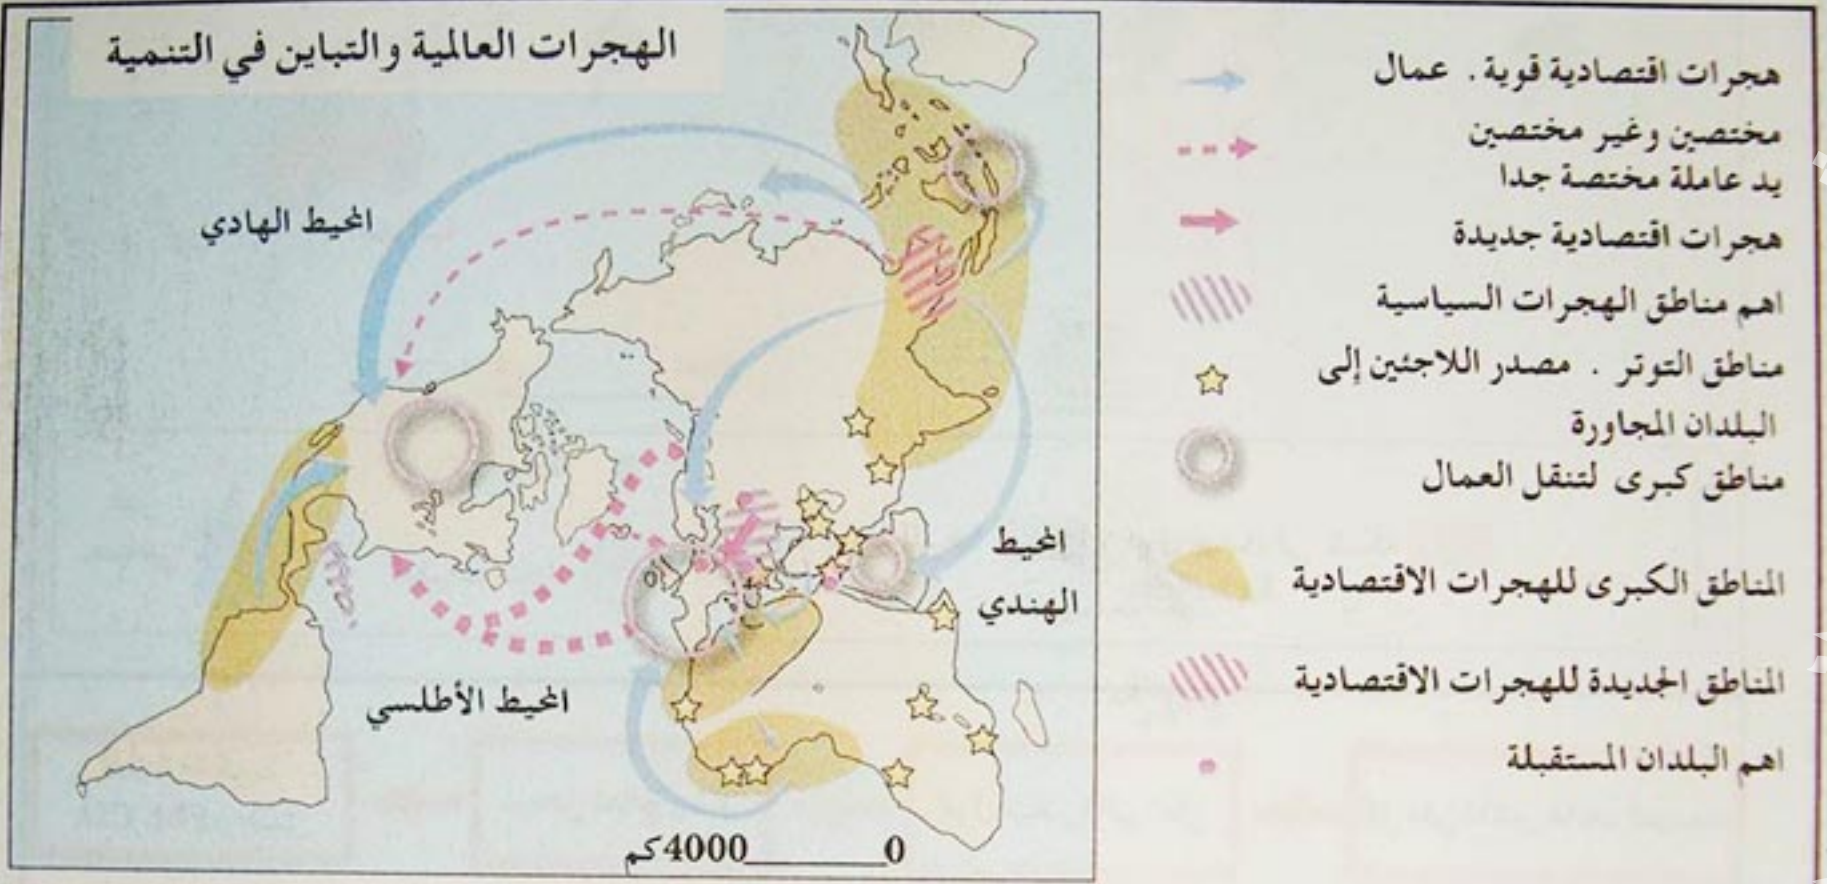 الهجرات العالمية والتباين في التنمية
المحيط الهادي
المحيط
الهندي
المحيط الأطلسي
4000كم 0
هجرات اقتصادية قوية . عمال
مختصين وغير مختصين
يد عاملة مختصة جدا
هجرات اقتصادية جديدة
اهم مناطق الهجرات السياسية
مناطق التوتر . مصدر اللاجئين إلى
البلدان المجاورة
مناطق كبرى لتنقل العمال
المناطق الكبرى للهجرات الاقتصادية
المناطق الجديدة للهجرات الاقتصادية
اهم البلدان المستقبلة